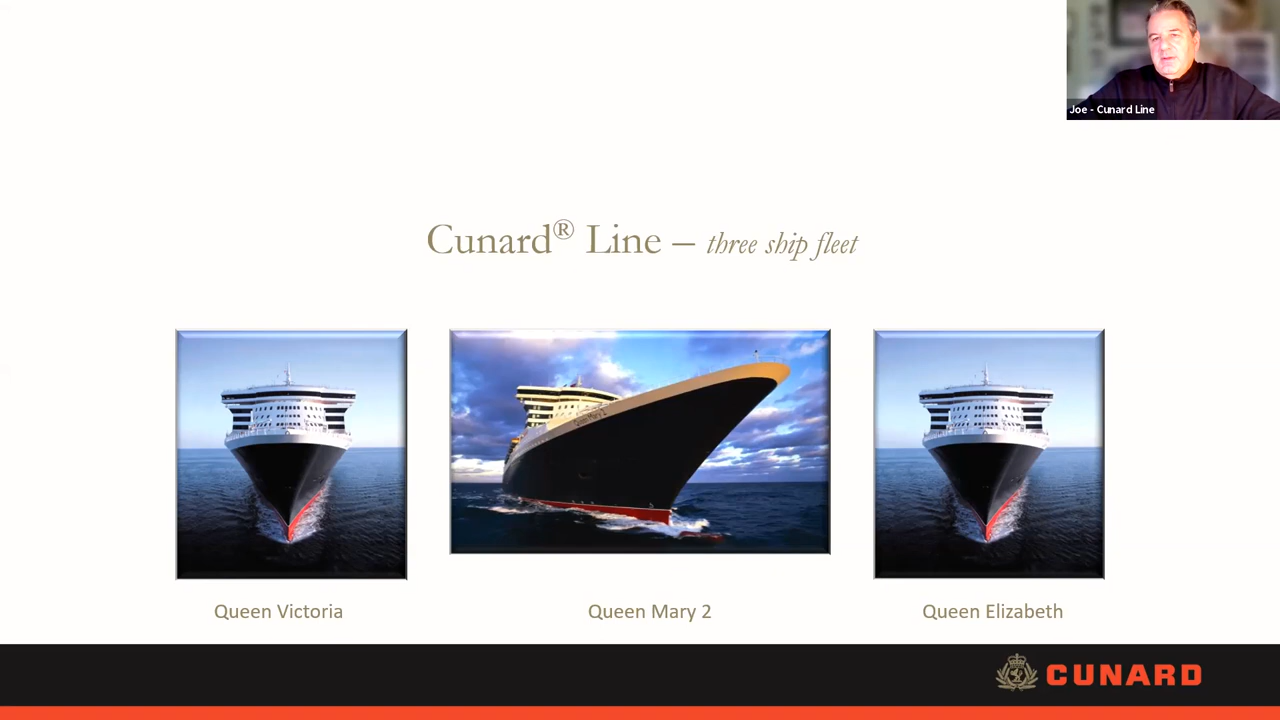 Joe - Cunard Line
Cunard® Line – three ship fleet
Queen Victoria
Queen Mary 2
Queen Elizabeth
CUNARD